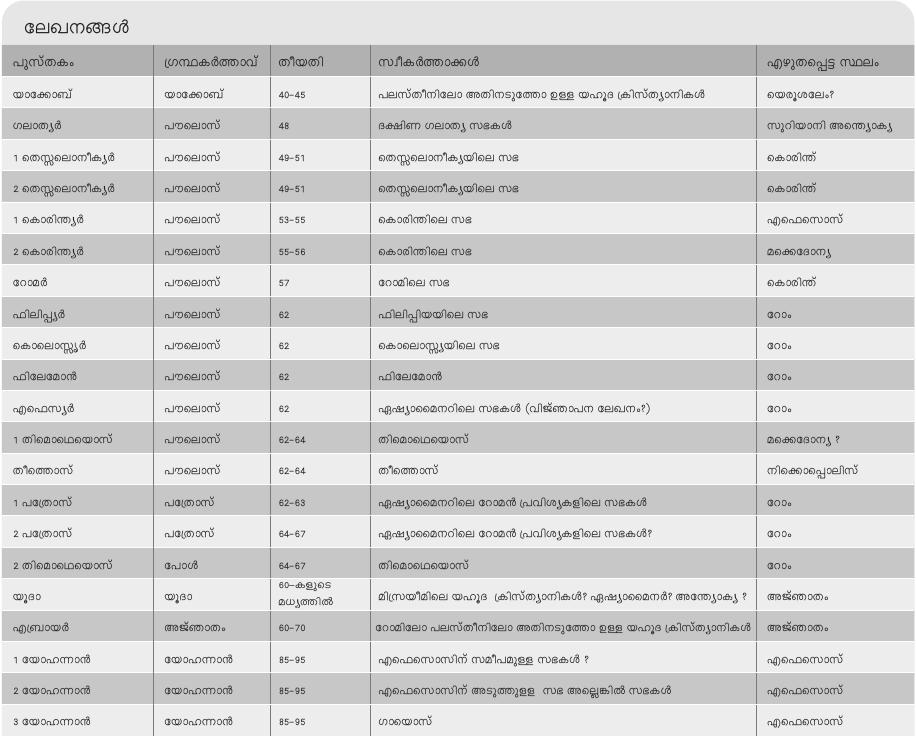 ലേഖനങ്ങൾ
പുസ്തകം ഗ്രന്ഥകർത്താവ് തീയതി സ്വീകർത്താക്കൾ എഴുതപ്പെട്ട സ്ഥലം
യാക്കോബ് യാക്കോബ് 40-45 പലസ്തീനിലോ അതിനടുത്തോ ഉള്ള യഹൂദ ക്രിസ്ത്യാനികൾ യെരൂശലേം?
ഗലാത്യർ പൗലൊസ് 48 ദക്ഷിണ ഗലാത്യ സഭകൾ സുറിയാനി അന്ത്യൊക്യ
1 തെസ്സലൊനീക്യർ പൗലൊസ് 49-51 തെസ്സലൊനീക്യയിലെ സഭ കൊരിന്ത്
2 തെസ്സലൊനീക്യർ പൗലൊസ് 49-51 തെസ്സലൊനീക്യയിലെ സഭ കൊരിന്ത്
1 കൊരിന്ത്യർ പൗലൊസ് 53-55 കൊരിന്തിലെ സഭ എഫെസൊസ്
2 കൊരിന്ത്യർ പൗലൊസ് 55-56 കൊരിന്തിലെ സഭ മക്കെദോന്യ
റോമർ പൗലൊസ് 57 റോമിലെ സഭ കൊരിന്ത്
ഫിലിപ്പ്യർ പൗലൊസ് 62 ഫിലിപ്പിയയിലെ സഭ റോം
കൊലൊസ്സ്യർ പൗലൊസ് 62 കൊലൊസ്സ്യയിലെ സഭ റോം
ഫിലേമോൻ പൗലൊസ് 62 ഫിലേമോൻ റോം
എഫെസ്യർ പൗലൊസ് 62 ഏഷ്യാമൈനറിലെ സഭകൾ (വിജ്ഞാപന ലേഖനം?) റോം
1 തിമൊഥെയൊസ് പൗലൊസ് 62-64 തിമൊഥെയൊസ് മക്കെദോന്യ ?
തീത്തൊസ് പൗലൊസ് 62-64 തീത്തൊസ് നിക്കൊപ്പൊലിസ്
1 പത്രോസ് പത്രോസ് 62-63 ഏഷ്യാമൈനറിലെ റോമൻ പ്രവിശ്യകളിലെ സഭകൾ റോം
2 പത്രോസ് പത്രോസ് 64-67 ഏഷ്യാമൈനറിലെ റോമൻ പ്രവിശ്യകളിലെ സഭകൾ? റോം
2 തിമൊഥെയൊസ് പോൾ 64-67 തിമൊഥെയൊസ് റോം
യൂദാ യൂദാ 60-കളുടെ മധ്യത്തിൽ മിസ്രയീമിലെ യഹൂദ ക്രിസ്ത്യാനികൾ? ഏഷ്യാമൈനർ? അന്ത്യോക്യ ? അജ്ഞാതം
എബ്രായർ അജ്ഞാതം 60-70 റോമിലോ പലസ്തീനിലോ അതിനടുത്തോ ഉള്ള യഹൂദ ക്രിസ്ത്യാനികൾ അജ്ഞാതം
1 യോഹന്നാൻ യോഹന്നാൻ 85-95 എഫെസൊസിന് സമീപമുള്ള സഭകൾ ? എഫെസൊസ്
2 യോഹന്നാൻ യോഹന്നാൻ 85-95 എഫെസൊസിന് അടുത്തുളള സഭ അല്ലെങ്കിൽ സഭകൾ എഫെസൊസ്
3 യോഹന്നാൻ യോഹന്നാൻ 85-95 ഗായൊസ് എഫെസൊസ്